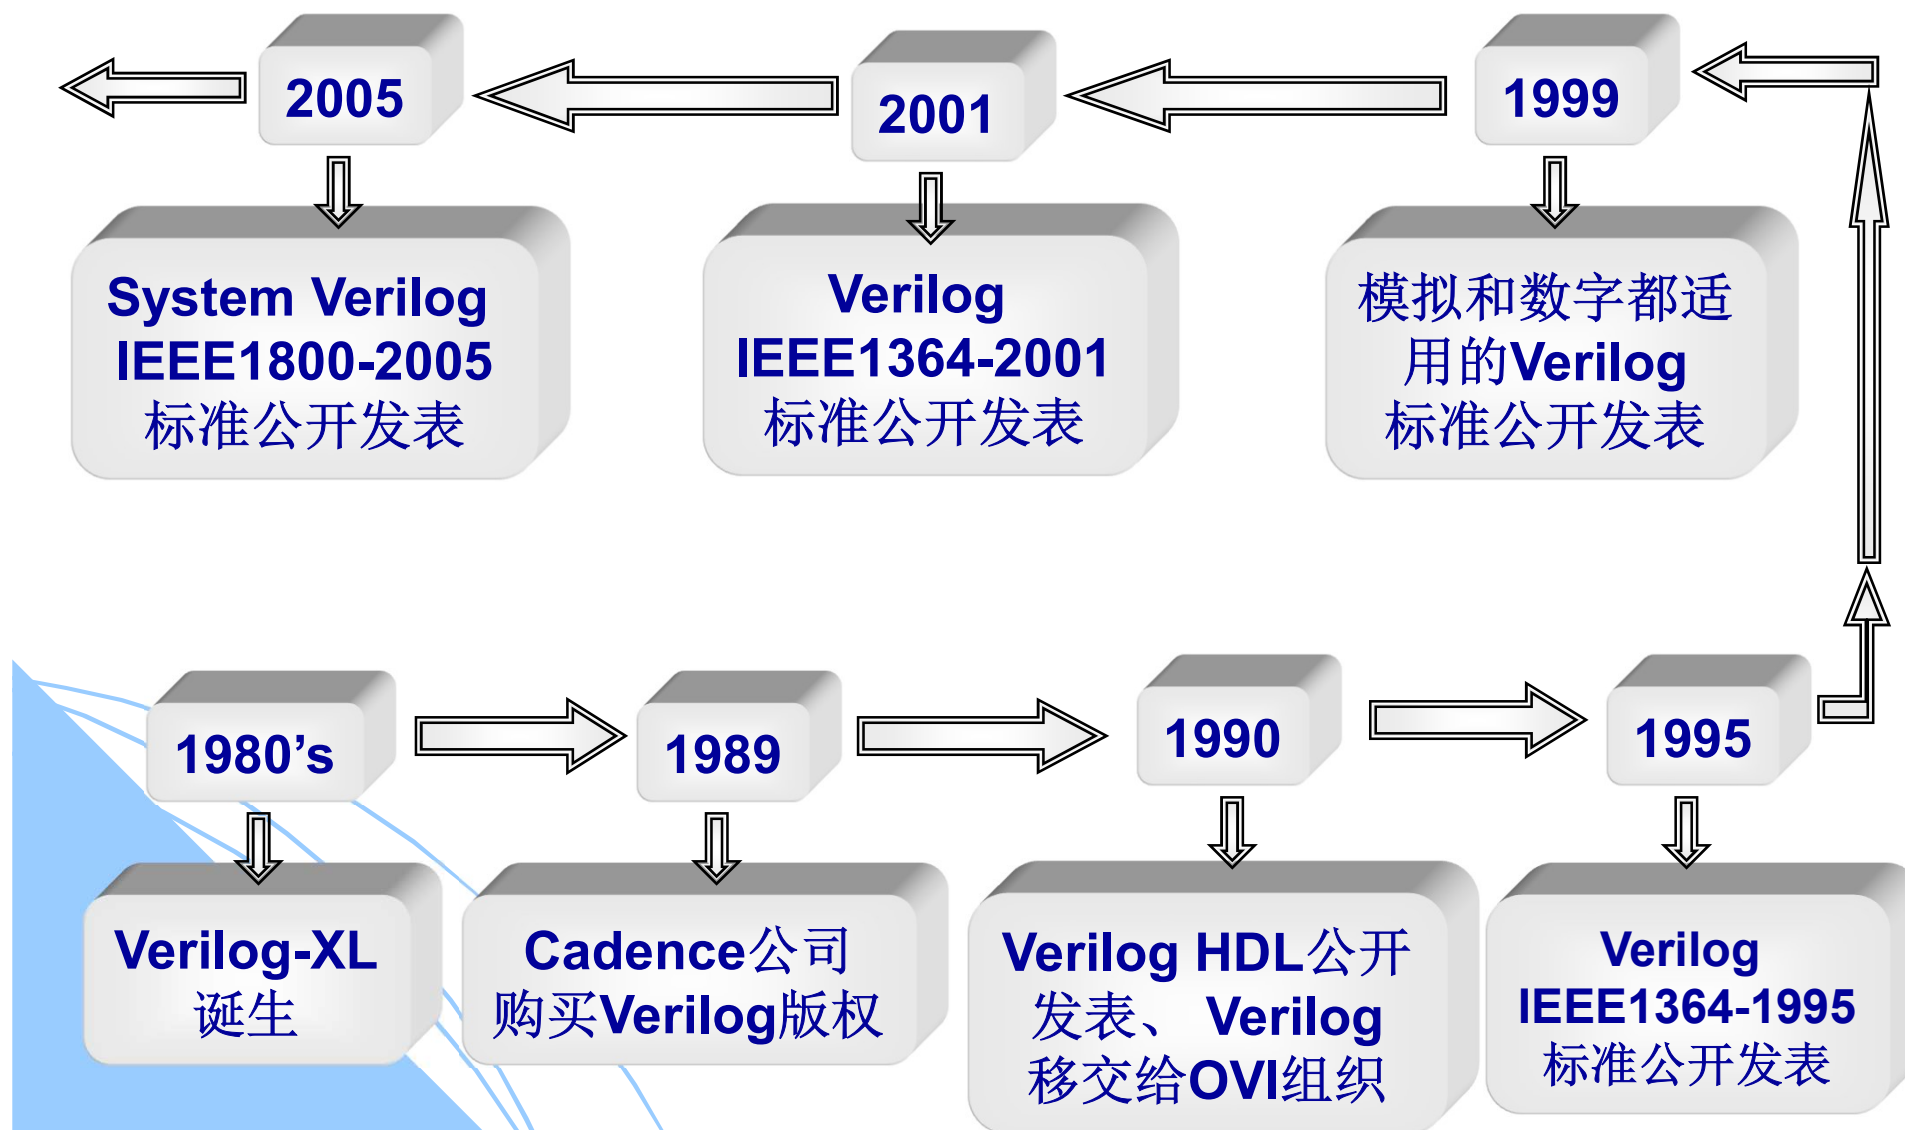 2005
2001
1999
System Verilog
IEEE1800-2005
标准公开发表
Verilog
IEEE1364-2001
标准公开发表
模拟和数字都适
用的Verilog
标准公开发表
1980’s
1989
1990
1995
Verilog-XL
诞生
Cadence公司
购买Verilog版权
Verilog HDL公开
发表、 Verilog
移交给OVI组织
Verilog
IEEE1364-1995
标准公开发表